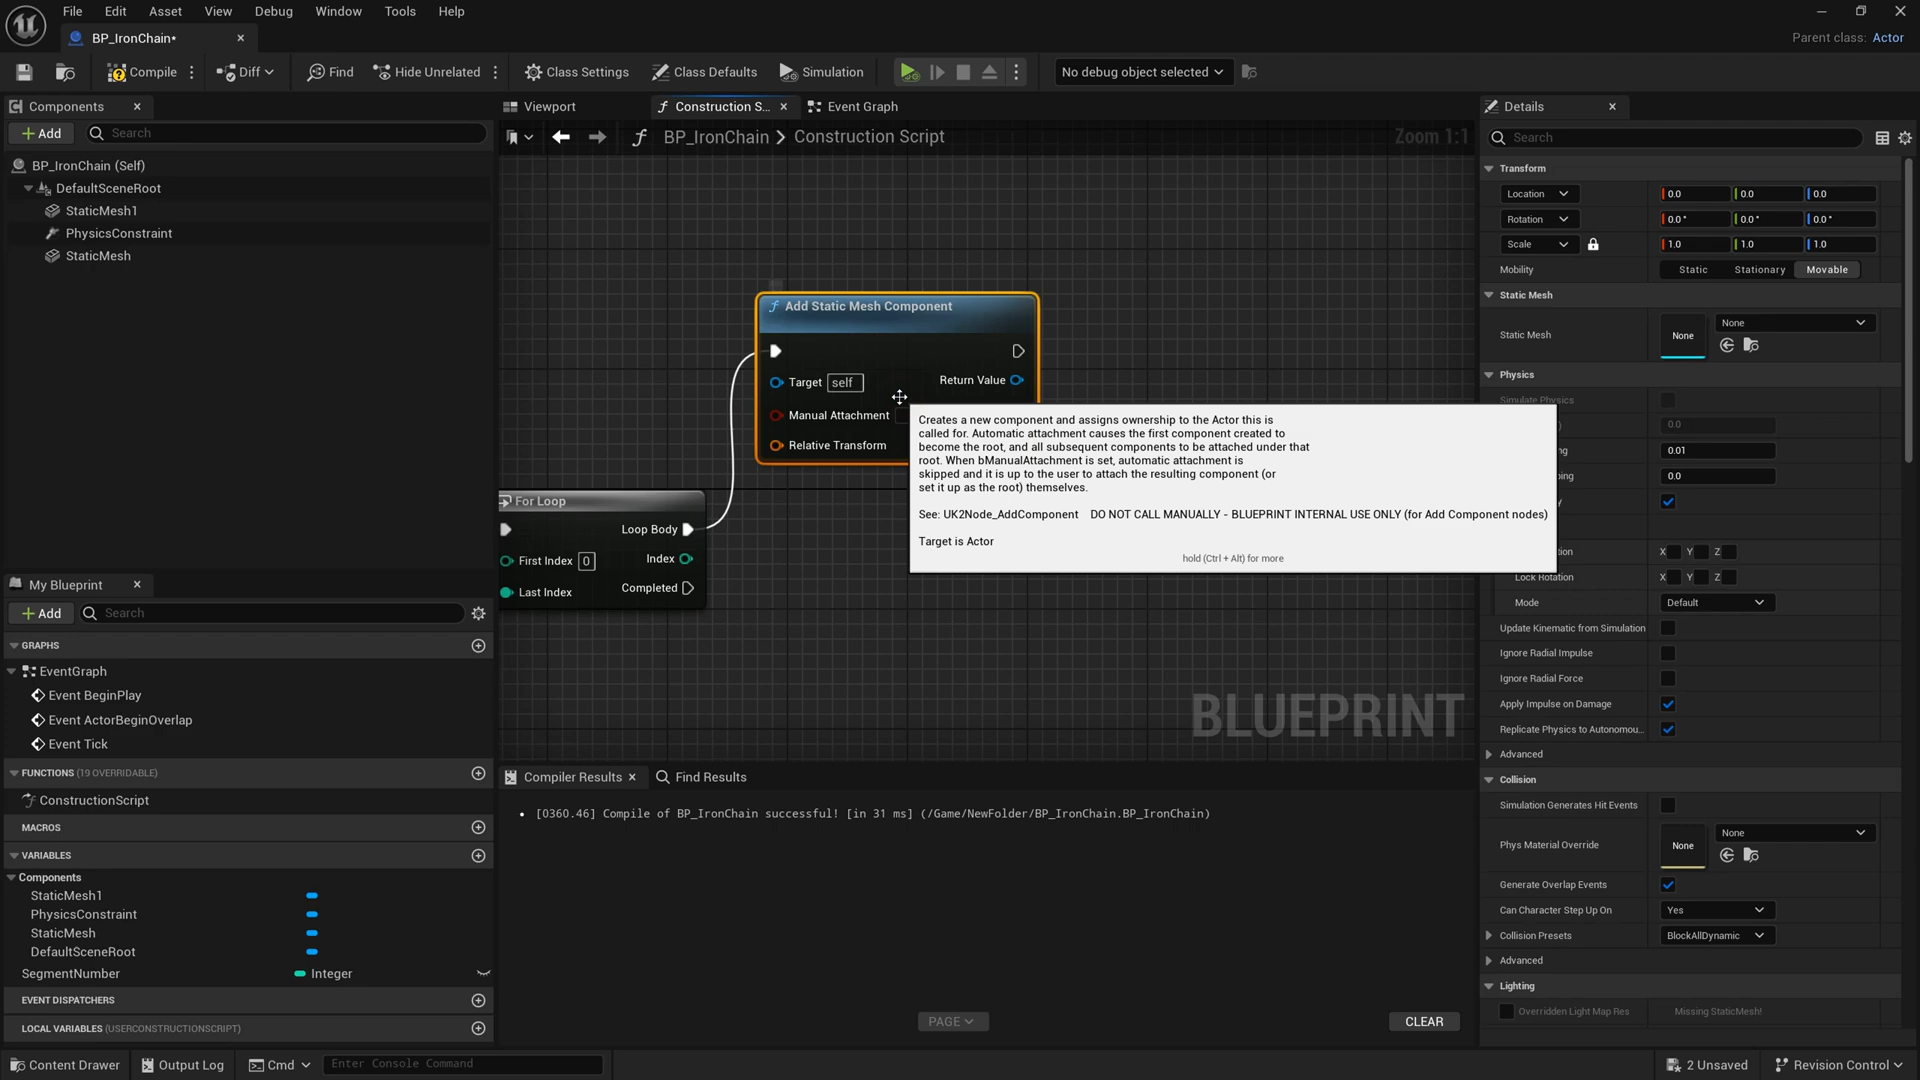 File Edit Asset View Debug Window Tools Help
BP_IronChain*
Parent class: Actor
Compile Diff Find Hide Unrelated Class Settings Class Defaults Simulation No debug object selected
Components
Add Search
BP_IronChain (Self)
DefaultSceneRoot
StaticMesh1
PhysicsConstraint
StaticMesh
My Blueprint
Add Search
GRAPHS
EventGraph
Event BeginPlay
Event ActorBeginOverlap
Event Tick
FUNCTIONS (19 OVERRIDABLE)
ConstructionScript
MACROS
VARIABLES
Components
StaticMesh1
PhysicsConstraint
StaticMesh
DefaultSceneRoot
SegmentNumber Integer
EVENT DISPATCHERS
LOCAL VARIABLES (USERCONSTRUCTIONSCRIPT)
Viewport Construction S... Event Graph
BP_IronChain > Construction Script
Zoom 1:1
Add Static Mesh Component
Target self
Return Value
Manual Attachment
Relative Transform
For Loop
Loop Body
First Index 0
Index
Last Index
Completed
Creates a new component and assigns ownership to the Actor this is
called for. Automatic attachment causes the first component created to
become the root, and all subsequent components to be attached under that
root. When bManualAttachment is set, automatic attachment is
skipped and it is up to the user to attach the resulting component (or
set it up as the root) themselves.
See: UK2Node_AddComponent DO NOT CALL MANUALLY - BLUEPRINT INTERNAL USE ONLY (for Add Component nodes)
Target is Actor
hold (Ctrl + Alt) for more
BLUEPRINT
Compiler Results Find Results
[0360.46] Compile of BP_IronChain successful! [in 31 ms] (/Game/NewFolder/BP_IronChain.BP_IronChain)
PAGE
CLEAR
Details
Search
Transform
Location 0.0 0.0 0.0
Rotation 0.0° 0.0° 0.0°
Scale 1.0 1.0 1.0
Mobility Static Stationary Movable
Static Mesh
Static Mesh None None
Physics
Simulate Physics
0.0
0.01
0.0
X Y Z
Lock Rotation X Y Z
Mode Default
Update Kinematic from Simulation
Ignore Radial Impulse
Ignore Radial Force
Apply Impulse on Damage
Replicate Physics to Autonomou...
Advanced
Collision
Simulation Generates Hit Events
Phys Material Override None None
Generate Overlap Events
Can Character Step Up On Yes
Collision Presets BlockAllDynamic
Advanced
Lighting
Overridden Light Map Res Missing StaticMesh!
Content Drawer Output Log Cmd Enter Console Command 2 Unsaved Revision Control